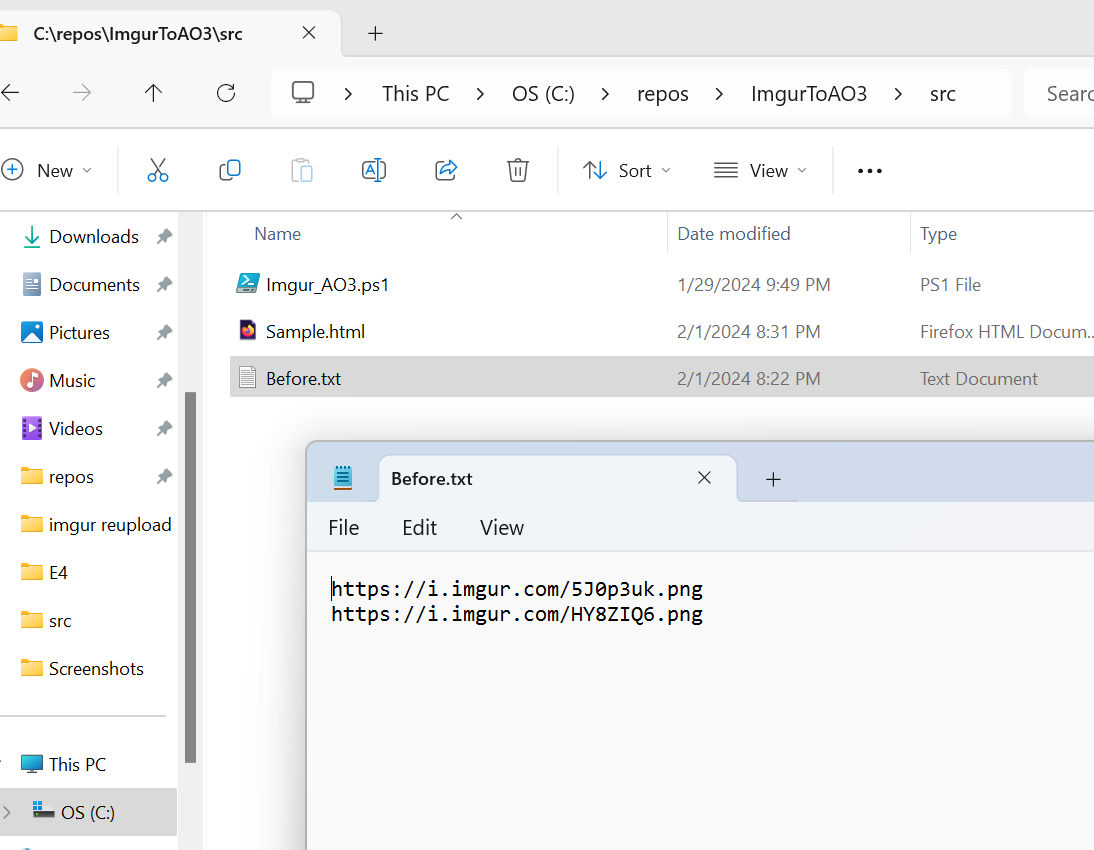 C:\repos\ImgurToAO3\src
This PC > OS (C:) > repos > ImgurToAO3 > src
New
Sort
View
Name Date modified Type
Downloads
Documents
Pictures
Music
Videos
repos
imgur reupload
E4
src
Screenshots
This PC
OS (C:)
Imgur_AO3.ps1 1/29/2024 9:49 PM PS1 File
Sample.html 2/1/2024 8:31 PM Firefox HTML Docum...
Before.txt 2/1/2024 8:22 PM Text Document
Before.txt
File Edit View
https://i.imgur.com/5J0p3uk.png
https://i.imgur.com/HY8ZIQ6.png